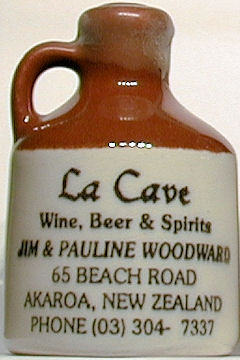 La Cave
Wine, Beer & Spirits
JIM & PAULINE WOODWARD
65 BEACH ROAD
AKAROA, NEW ZEALAND
PHONE (03) 304- 7337